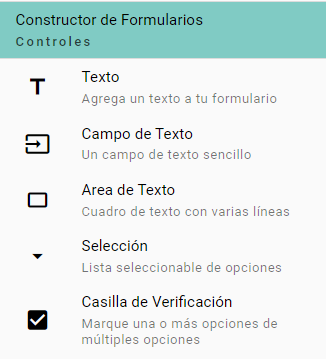 Constructor de Formularios
Controles
Texto
Agrega un texto a tu formulario
Campo de Texto
Un campo de texto sencillo
Area de Texto
Cuadro de texto con varias líneas
Selección
Lista seleccionable de opciones
Casilla de Verificación
Marque una o más opciones de
múltiples opciones